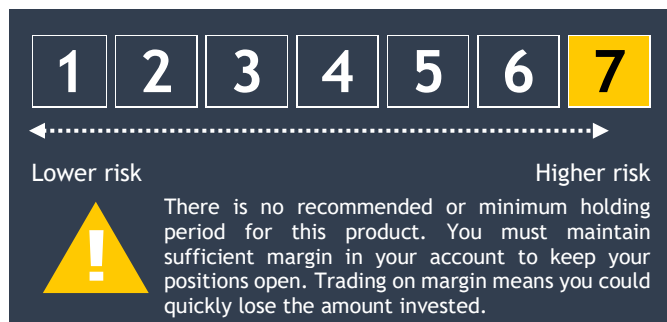 1 2 3 4 5 6 7
Lower risk Higher risk
!
There is no recommended or minimum holding
period for this product. You must maintain
sufficient margin in your account to keep your
positions open. Trading on margin means you could
quickly lose the amount invested.